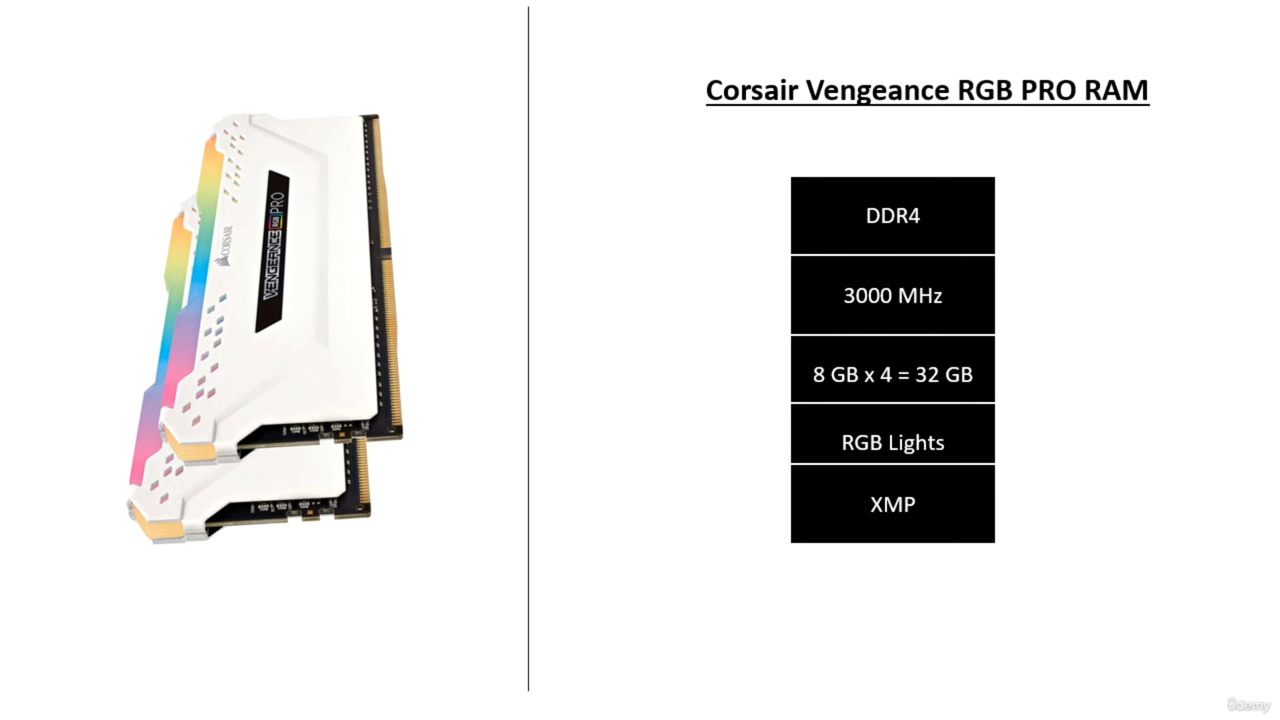 Corsair Vengeance RGB PRO RAM
CORSAIR
VENGEANCE RGB PRO
DDR4
3000 MHz
8 GB x 4 = 32 GB
RGB Lights
XMP
ûdemy